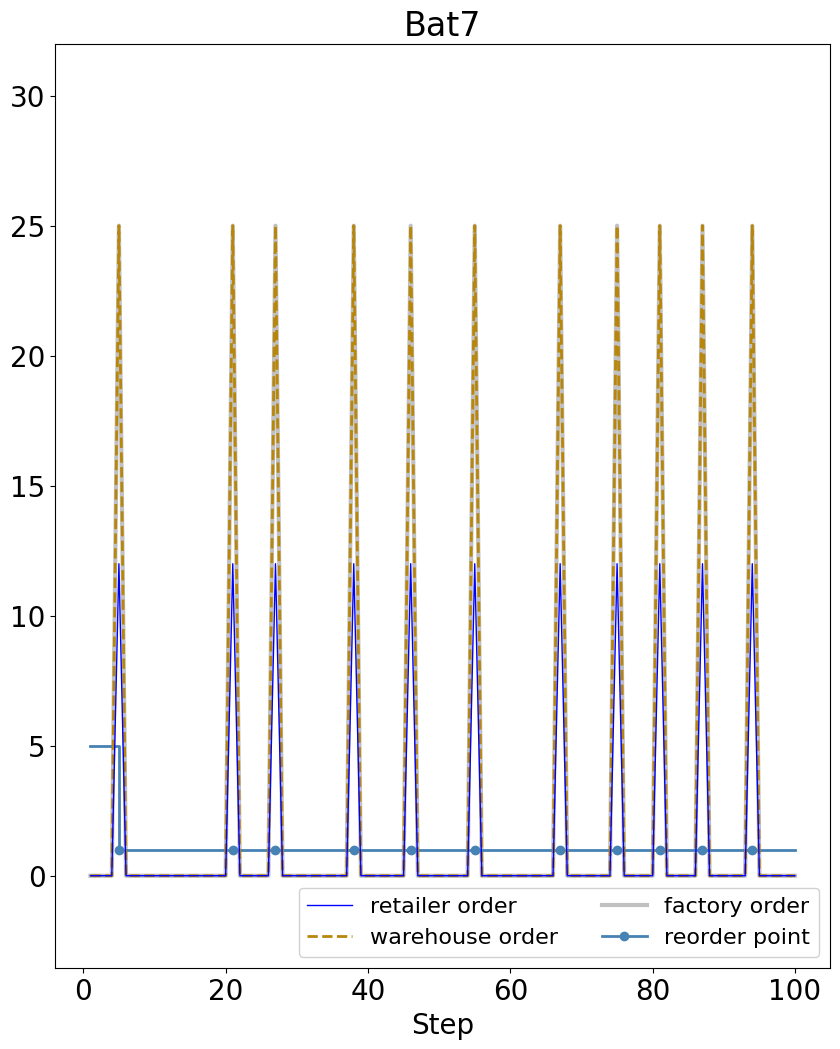 Bat7
30
25
20
15
10
5
0
retailer order
warehouse order
factory order
reorder point
0 20 40 60 80 100
Step